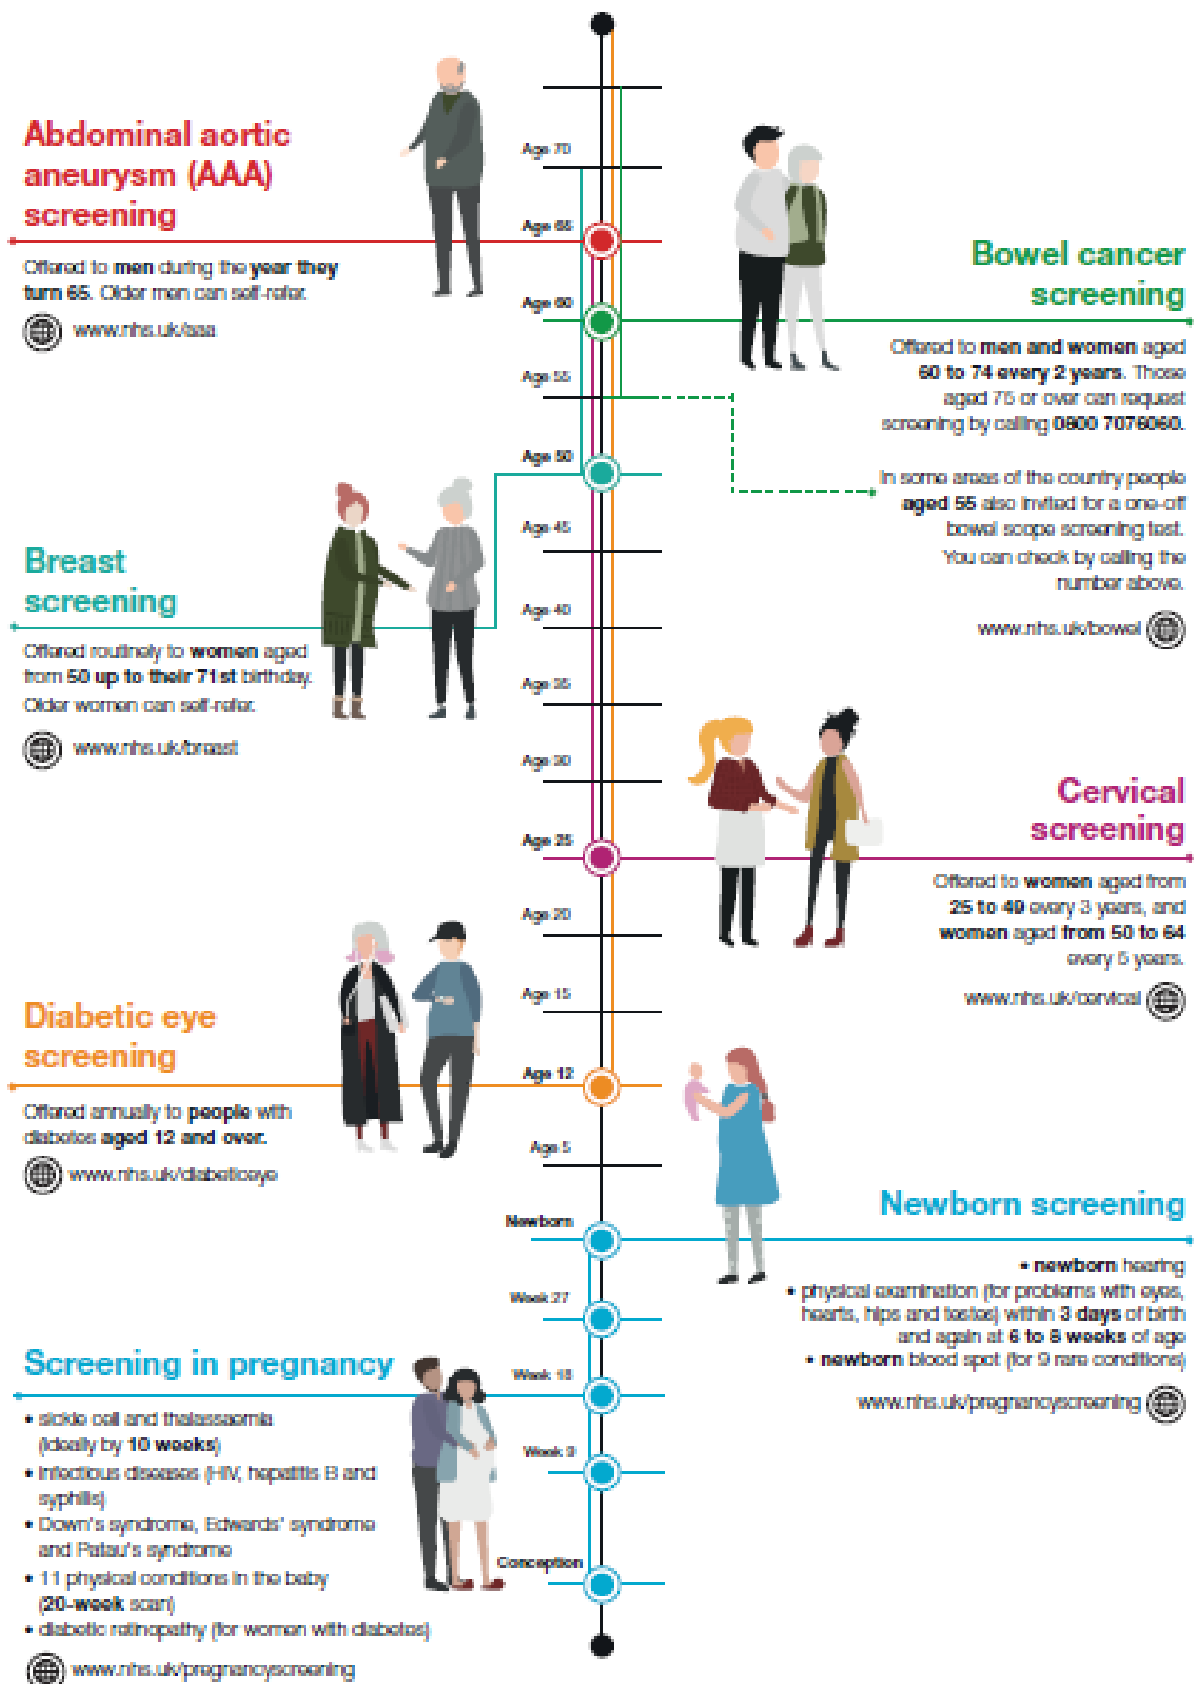 Abdominal aortic
aneurysm (AAA)
screening
Offered to men during the year they
turn 65. Older men can self-refer.
www.nhs.uk/aaa
Breast
screening
Offered routinely to women aged
from 50 up to their 71st birthday.
Older women can self-refer.
www.nhs.uk/breast
Diabetic eye
screening
Offered annually to people with
diabetes aged 12 and over.
www.nhs.uk/diabeticeye
Screening in pregnancy
• sickle cell and thalassaemia
(ideally by 10 weeks)
• infectious diseases (HIV, hepatitis B and
syphilis)
• Down's syndrome, Edwards' syndrome
and Patau's syndrome
• 11 physical conditions in the baby
(20-week scan)
• diabetic retinopathy (for women with diabetes)
www.nhs.uk/pregnancyscreening
Age 70
Age 65
Age 60
Age 55
Age 50
Age 45
Age 40
Age 35
Age 30
Age 25
Age 20
Age 15
Age 12
Age 5
Newborn
Week 27
Week 18
Week 9
Conception
Bowel cancer
screening
Offered to men and women aged
60 to 74 every 2 years. Those
aged 75 or over can request
screening by calling 0800 7076060.
In some areas of the country people
aged 55 also invited for a one-off
bowel scope screening test.
You can check by calling the
number above.
www.nhs.uk/bowel
Cervical
screening
Offered to women aged from
25 to 49 every 3 years, and
women aged from 50 to 64
every 5 years.
www.nhs.uk/cervical
Newborn screening
• newborn hearing
• physical examination (for problems with eyes,
hearts, hips and testes) within 3 days of birth
and again at 6 to 8 weeks of age
• newborn blood spot (for 9 rare conditions)
www.nhs.uk/pregnancyscreening